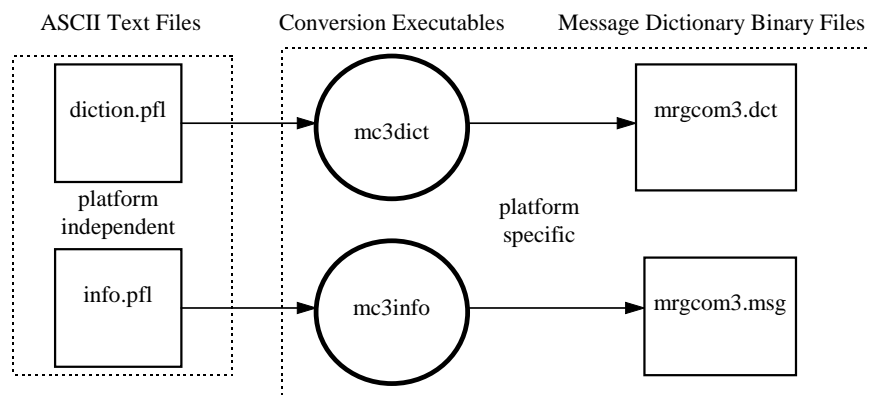 ASCII Text Files
Conversion Executables
Message Dictionary Binary Files
diction.pfl
mc3dict
mrgcom3.dct
platform
independent
platform
specific
info.pfl
mc3info
mrgcom3.msg